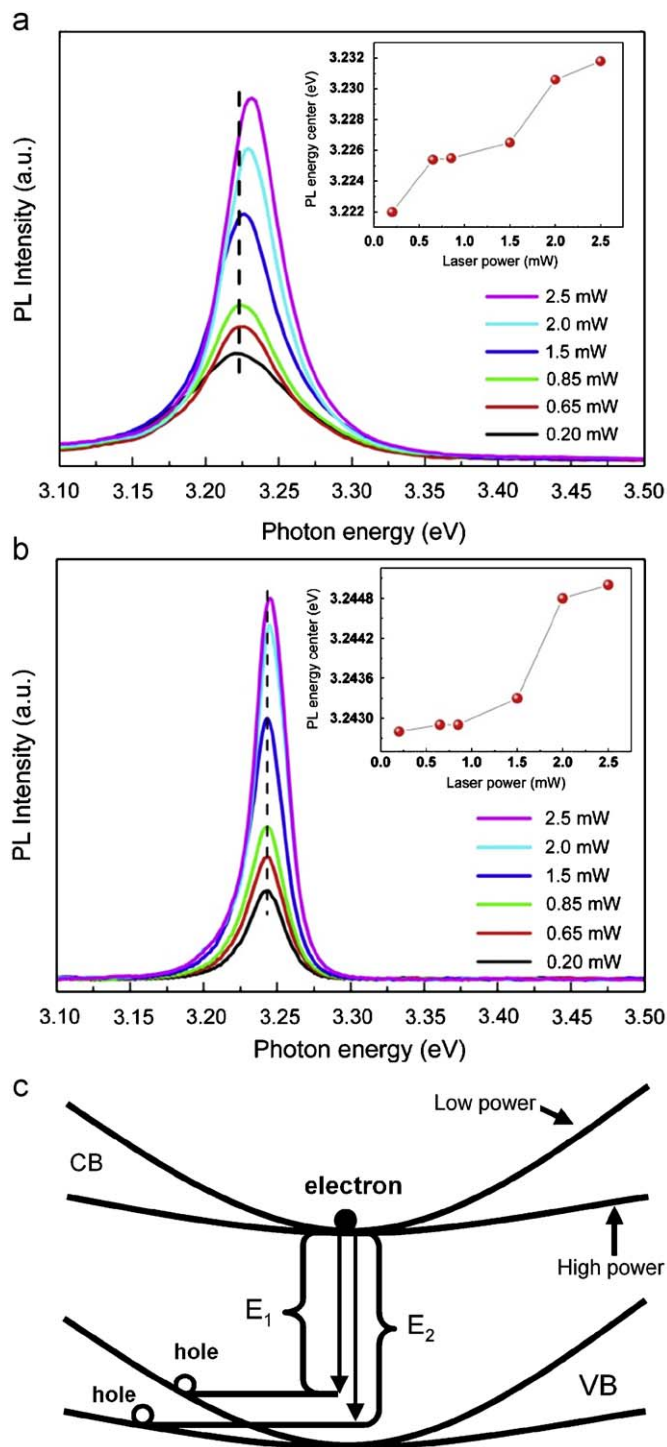 a
PL Intensity (a.u.)
PL energy center (eV)
3.232
3.230
3.228
3.226
3.224
3.222
0.0 0.5 1.0 1.5 2.0 2.5
Laser power (mW)
2.5 mW
2.0 mW
1.5 mW
0.85 mW
0.65 mW
0.20 mW
3.10 3.15 3.20 3.25 3.30 3.35 3.40 3.45 3.50
Photon energy (eV)
b
PL Intensity (a.u.)
PL energy center (eV)
3.2448
3.2442
3.2436
3.2430
0.0 0.5 1.0 1.5 2.0 2.5
Laser power (mW)
2.5 mW
2.0 mW
1.5 mW
0.85 mW
0.65 mW
0.20 mW
3.10 3.15 3.20 3.25 3.30 3.35 3.40 3.45 3.50
Photon energy (eV)
c
Low power
CB
electron
High power
E1
E2
hole
hole
VB